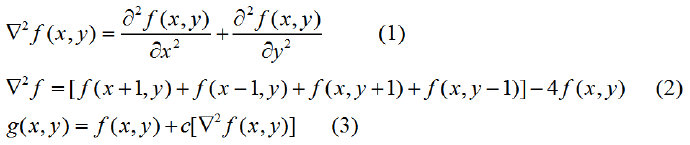 ∇²f(x,y) = ∂²f(x,y)/∂x² + ∂²f(x,y)/∂y² (1)
∇²f = [f(x+1,y)+f(x−1,y)+f(x,y+1)+f(x,y−1)]−4f(x,y) (2)
g(x,y) = f(x,y)+c[∇²f(x,y)] (3)